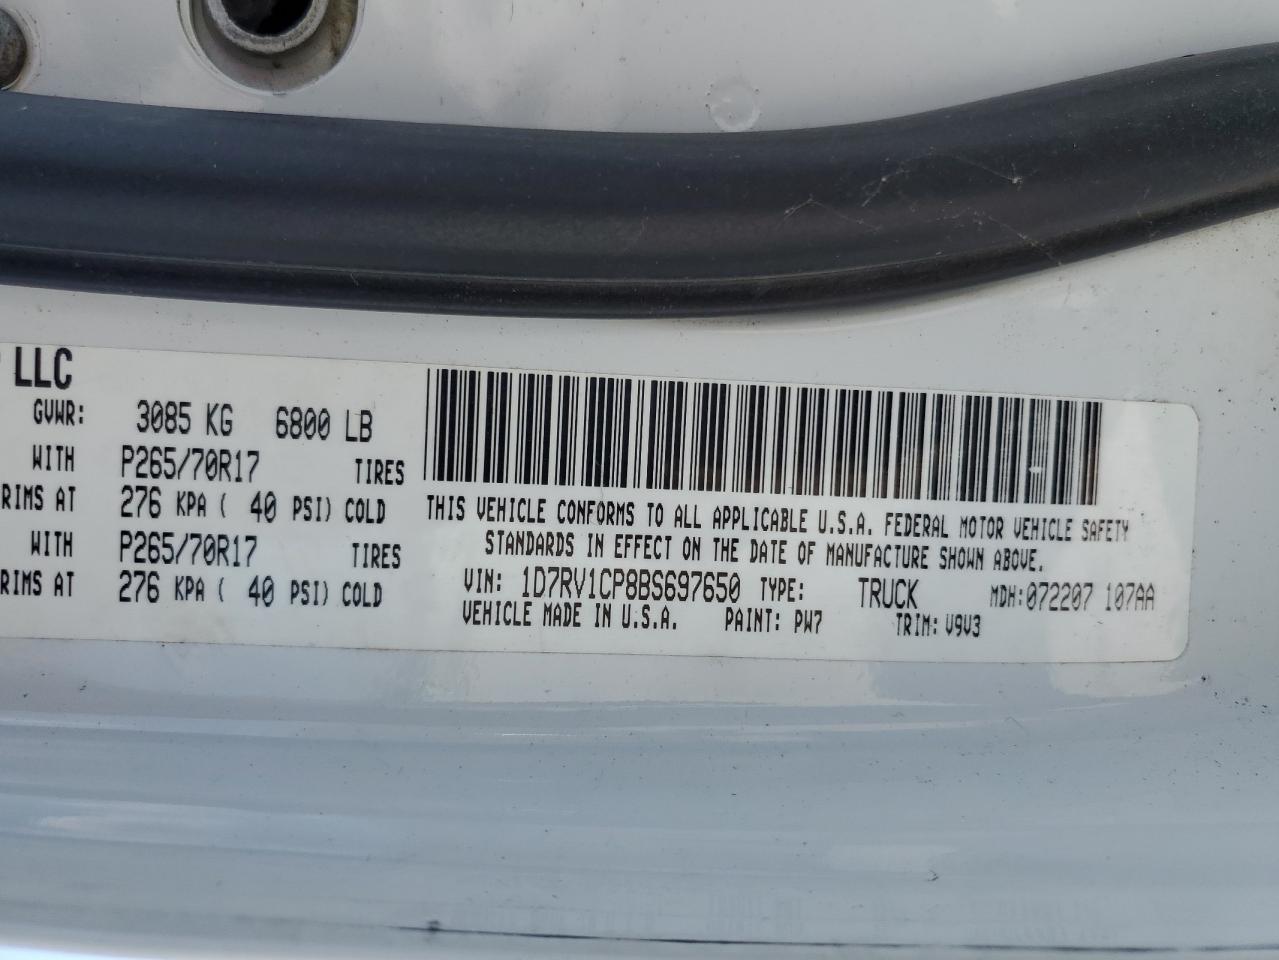 LLC
GVWR: 3085 KG 6800 LB
WITH P265/70R17 TIRES
RIMS AT 276 KPA ( 40 PSI) COLD
WITH P265/70R17 TIRES
RIMS AT 276 KPA ( 40 PSI) COLD
THIS VEHICLE CONFORMS TO ALL APPLICABLE U.S.A. FEDERAL MOTOR VEHICLE SAFETY
STANDARDS IN EFFECT ON THE DATE OF MANUFACTURE SHOWN ABOVE.
VIN: 1D7RV1CP8BS697650 TYPE: TRUCK MDH:072207 107AA
VEHICLE MADE IN U.S.A. PAINT: PW7 TRIM: V9V3